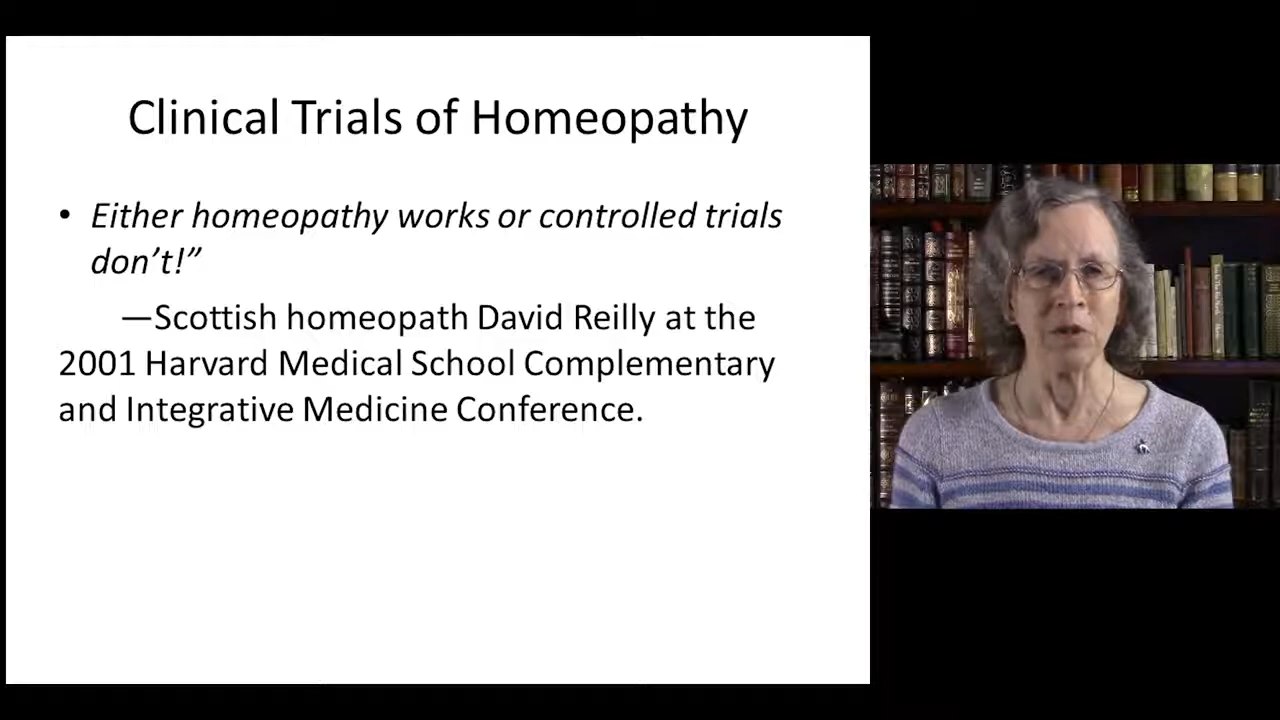 Clinical Trials of Homeopathy
• Either homeopathy works or controlled trials
don’t!”
—Scottish homeopath David Reilly at the
2001 Harvard Medical School Complementary
and Integrative Medicine Conference.